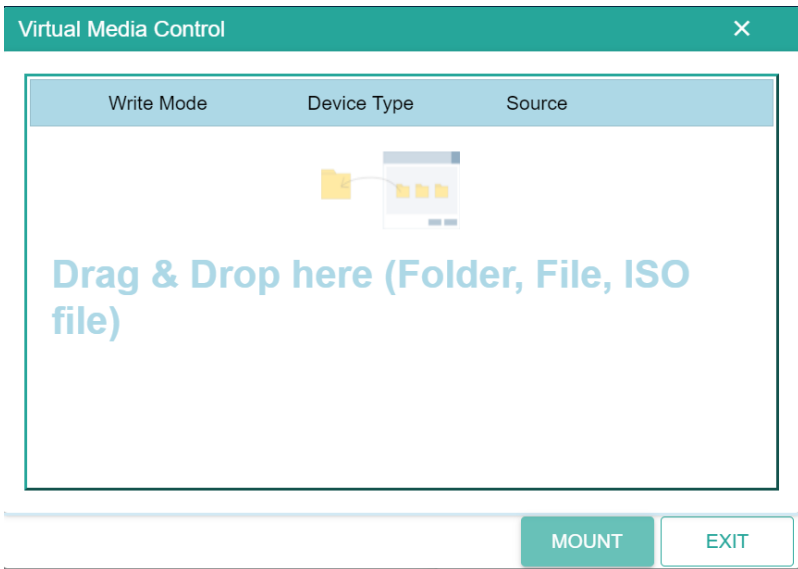 Virtual Media Control
Write Mode Device Type Source
Drag & Drop here (Folder, File, ISO
file)
MOUNT EXIT